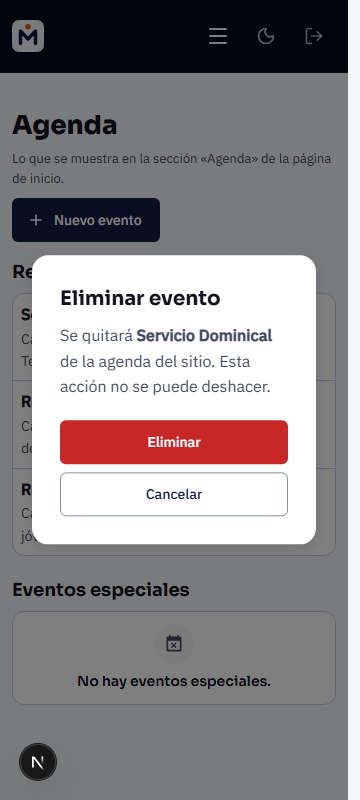 M
Agenda
Lo que se muestra en la sección «Agenda» de la página
de inicio.
+ Nuevo evento
Eliminar evento
Se quitará Servicio Dominical
de la agenda del sitio. Esta
acción no se puede deshacer.
Eliminar
Cancelar
Eventos especiales
No hay eventos especiales.
N